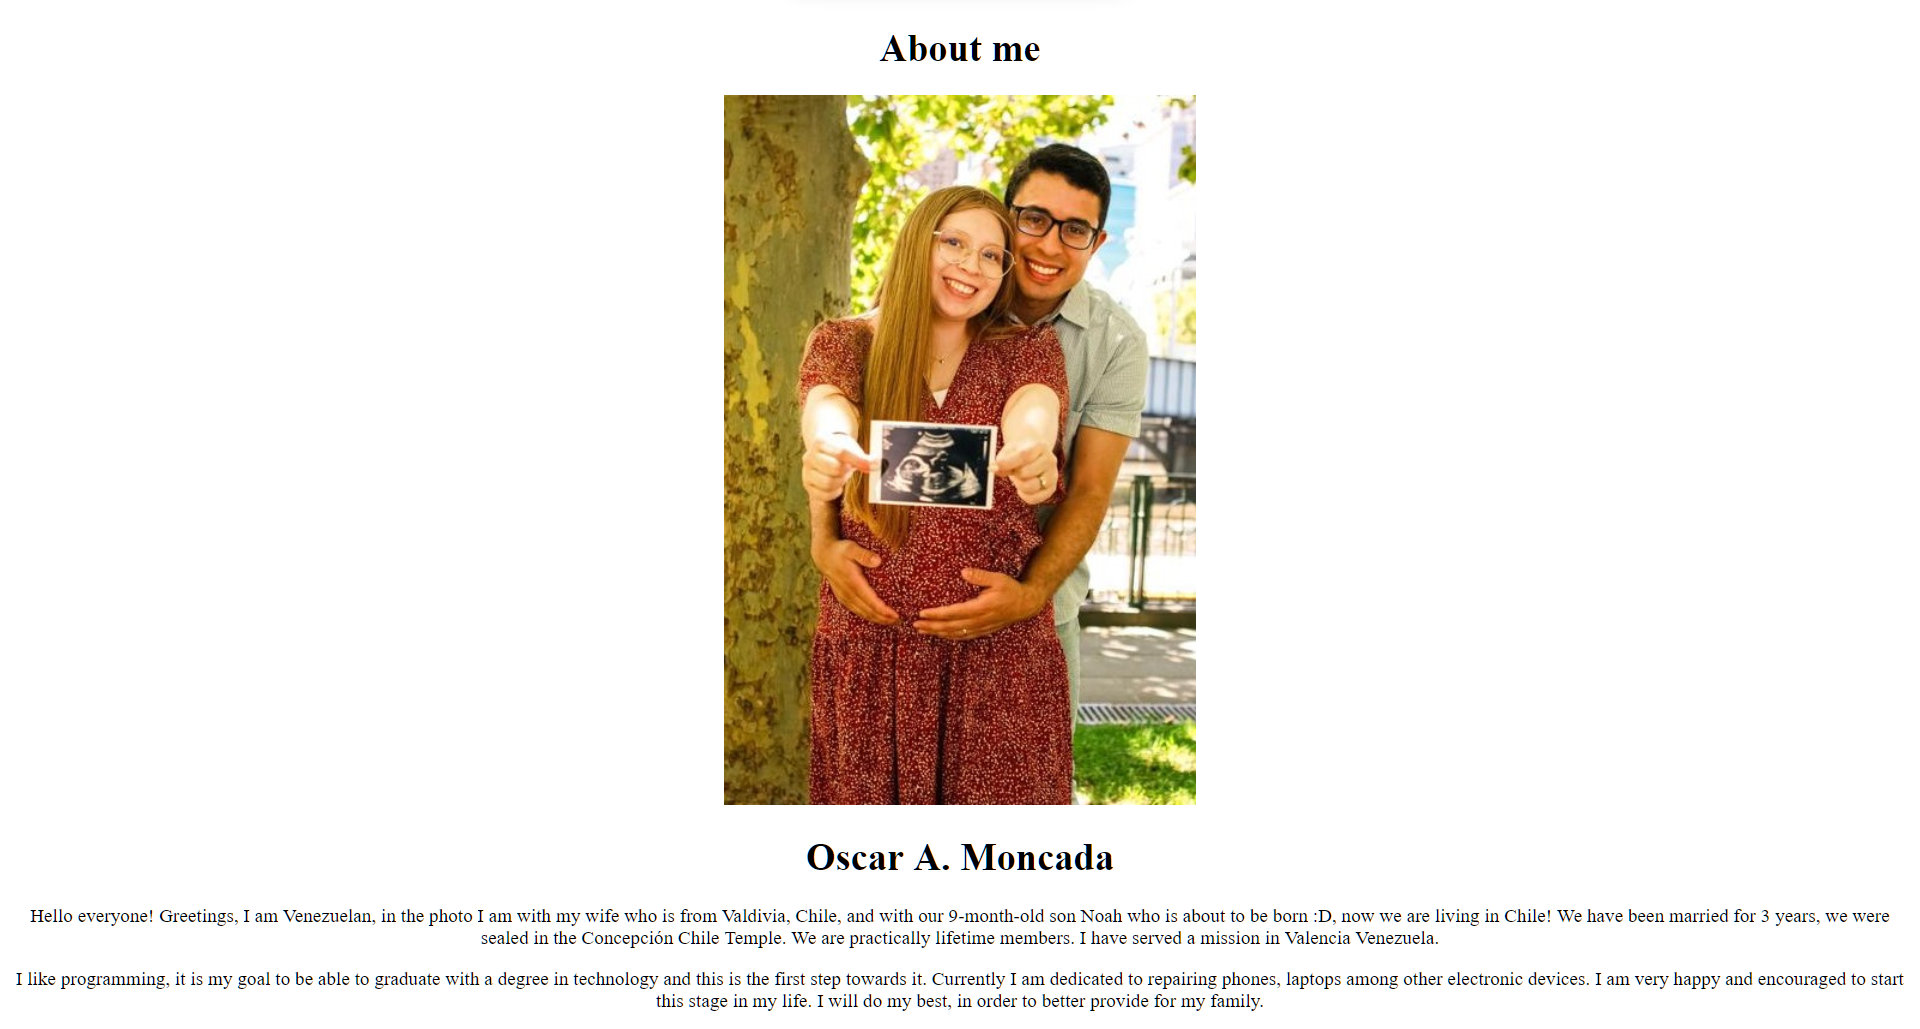 About me
Oscar A. Moncada
Hello everyone! Greetings, I am Venezuelan, in the photo I am with my wife who is from Valdivia, Chile, and with our 9-month-old son Noah who is about to be born :D, now we are living in Chile! We have been married for 3 years, we were
sealed in the Concepción Chile Temple. We are practically lifetime members. I have served a mission in Valencia Venezuela.
I like programming, it is my goal to be able to graduate with a degree in technology and this is the first step towards it. Currently I am dedicated to repairing phones, laptops among other electronic devices. I am very happy and encouraged to start
this stage in my life. I will do my best, in order to better provide for my family.